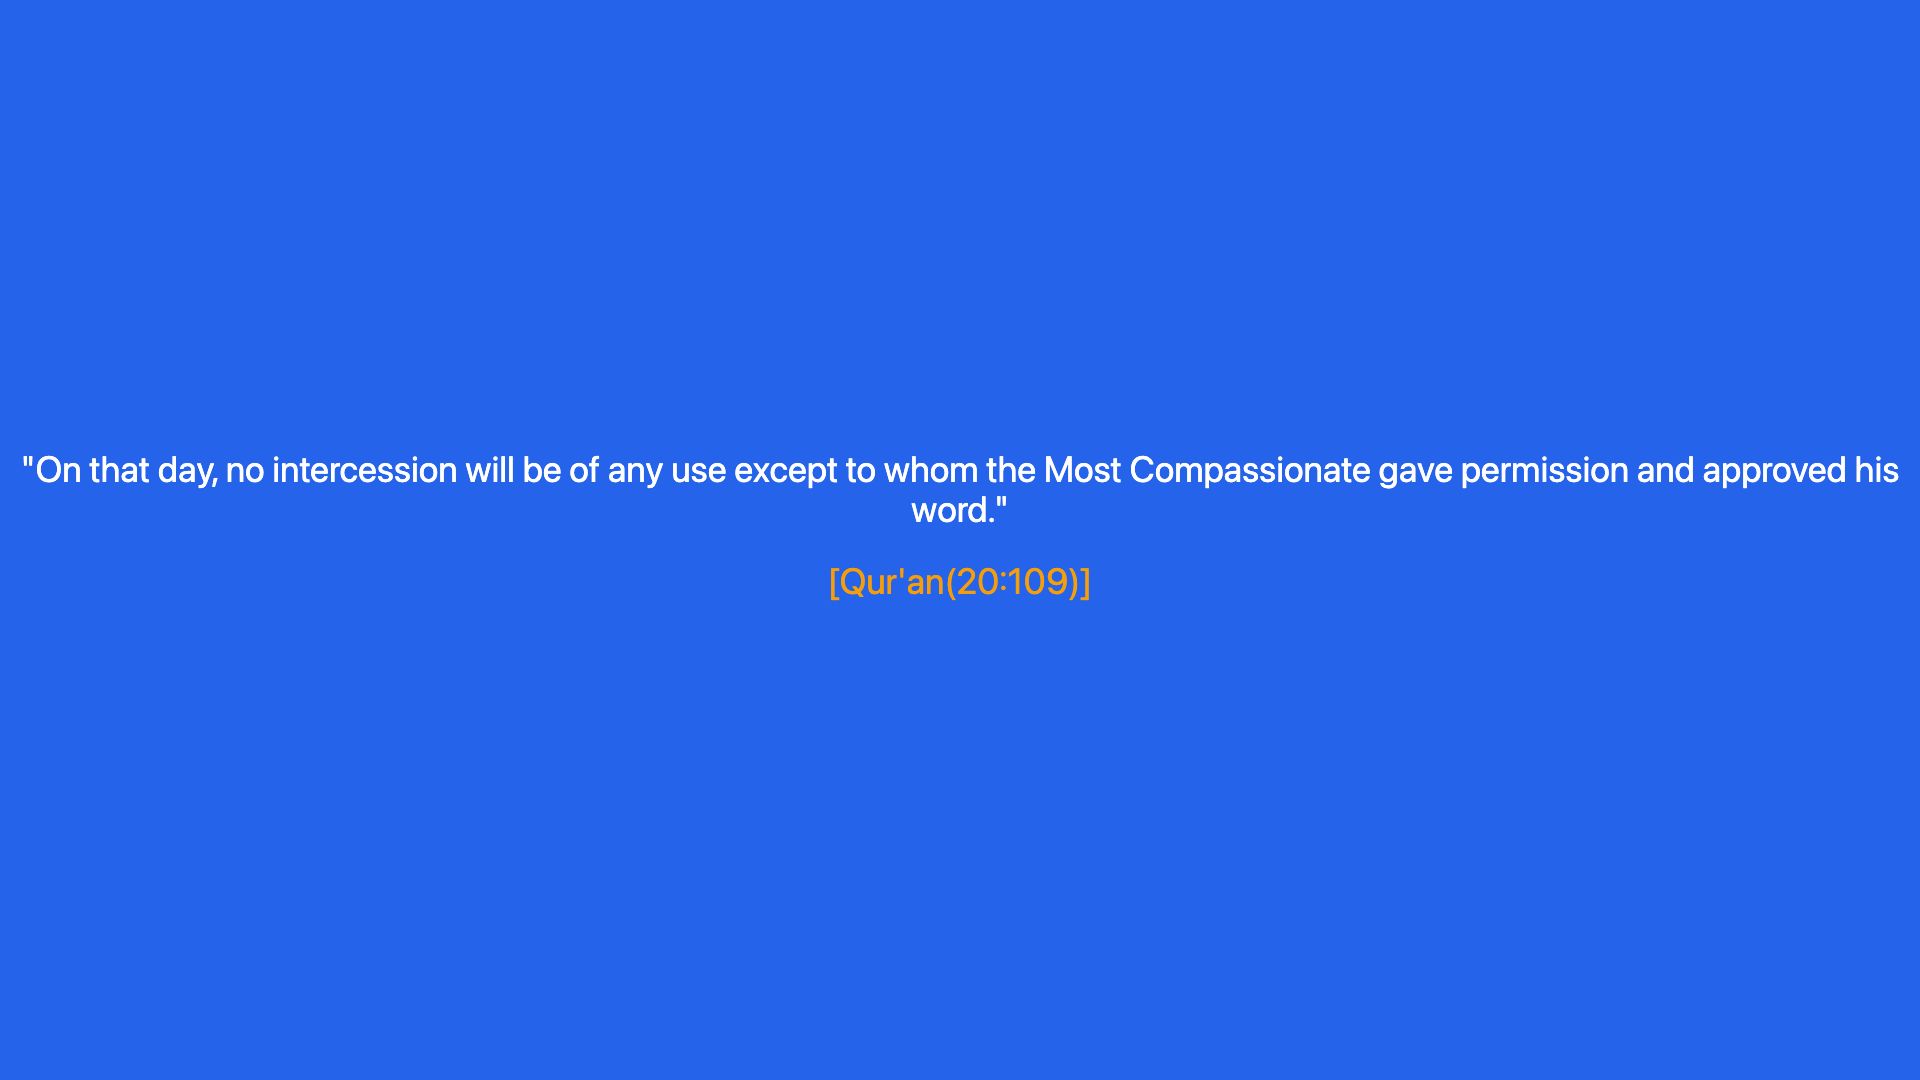 "On that day, no intercession will be of any use except to whom the Most Compassionate gave permission and approved his
word."
[Qur'an(20:109)]